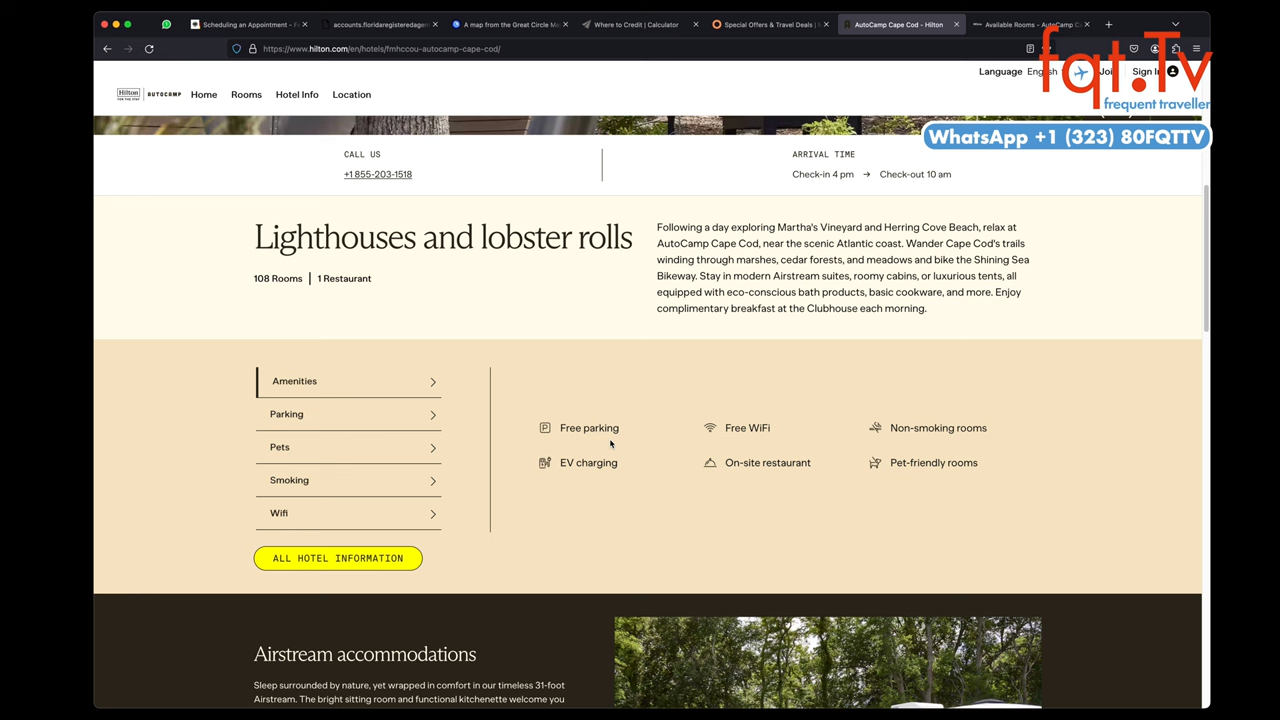 Scheduling an Appointment – Fe
accounts.floridaregisteredagen
A map from the Great Circle Ma
Where to Credit | Calculator
Special Offers & Travel Deals |
AutoCamp Cape Cod - Hilton
Available Rooms - AutoCamp Ca
https://www.hilton.com/en/hotels/fmhccou-autocamp-cape-cod/
Language English
Join
Sign In
fqt.Tv
frequent traveller
WhatsApp +1 (323) 80FQTTV
Hilton
FOR THE STAY
AUTOCAMP
Home
Rooms
Hotel Info
Location
CALL US
+1 855-203-1518
ARRIVAL TIME
Check-in 4 pm → Check-out 10 am
Lighthouses and lobster rolls
108 Rooms | 1 Restaurant
Following a day exploring Martha's Vineyard and Herring Cove Beach, relax at
AutoCamp Cape Cod, near the scenic Atlantic coast. Wander Cape Cod's trails
winding through marshes, cedar forests, and meadows and bike the Shining Sea
Bikeway. Stay in modern Airstream suites, roomy cabins, or luxurious tents, all
equipped with eco-conscious bath products, basic cookware, and more. Enjoy
complimentary breakfast at the Clubhouse each morning.
Amenities
Parking
Pets
Smoking
Wifi
ALL HOTEL INFORMATION
Free parking
Free WiFi
Non-smoking rooms
EV charging
On-site restaurant
Pet-friendly rooms
Airstream accommodations
Sleep surrounded by nature, yet wrapped in comfort in our timeless 31-foot
Airstream. The bright sitting room and functional kitchenette welcome you